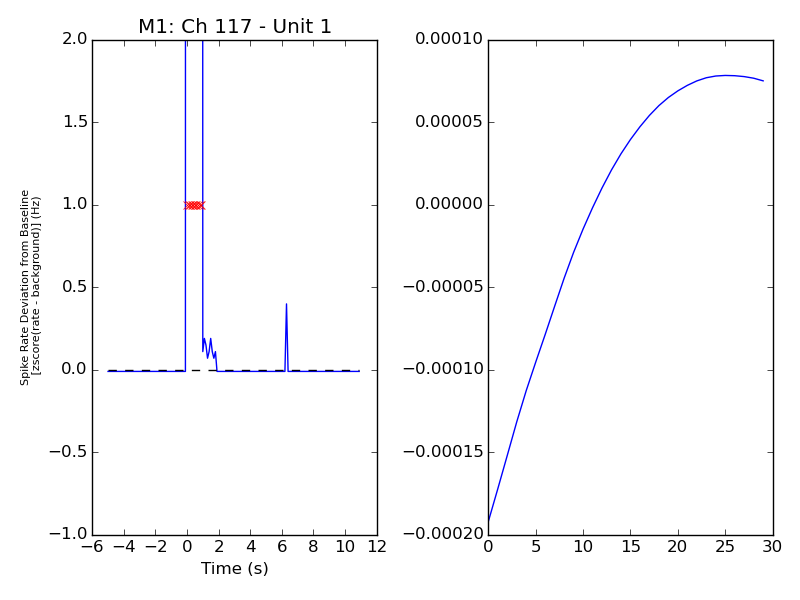 M1: Ch 117 - Unit 1
2.0
1.5
1.0
0.5
0.0
−0.5
−1.0
Spike Rate Deviation from Baseline
[zscore(rate - background)] (Hz)
−6 −4 −2 0 2 4 6 8 10 12
Time (s)
0.00010
0.00005
0.00000
−0.00005
−0.00010
−0.00015
−0.00020
0 5 10 15 20 25 30